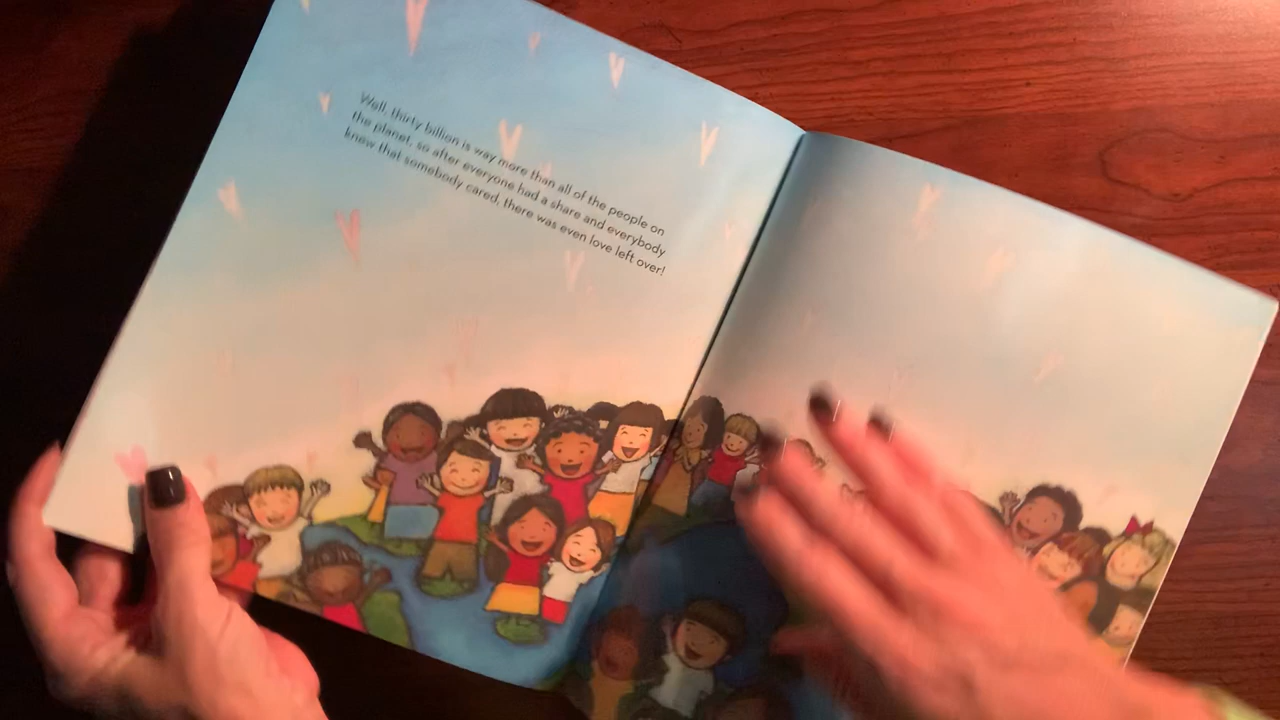 Well, thirty billion is way more than all of the people on
the planet, so after everyone had a share and everybody
knew that somebody cared, there was even love left over!